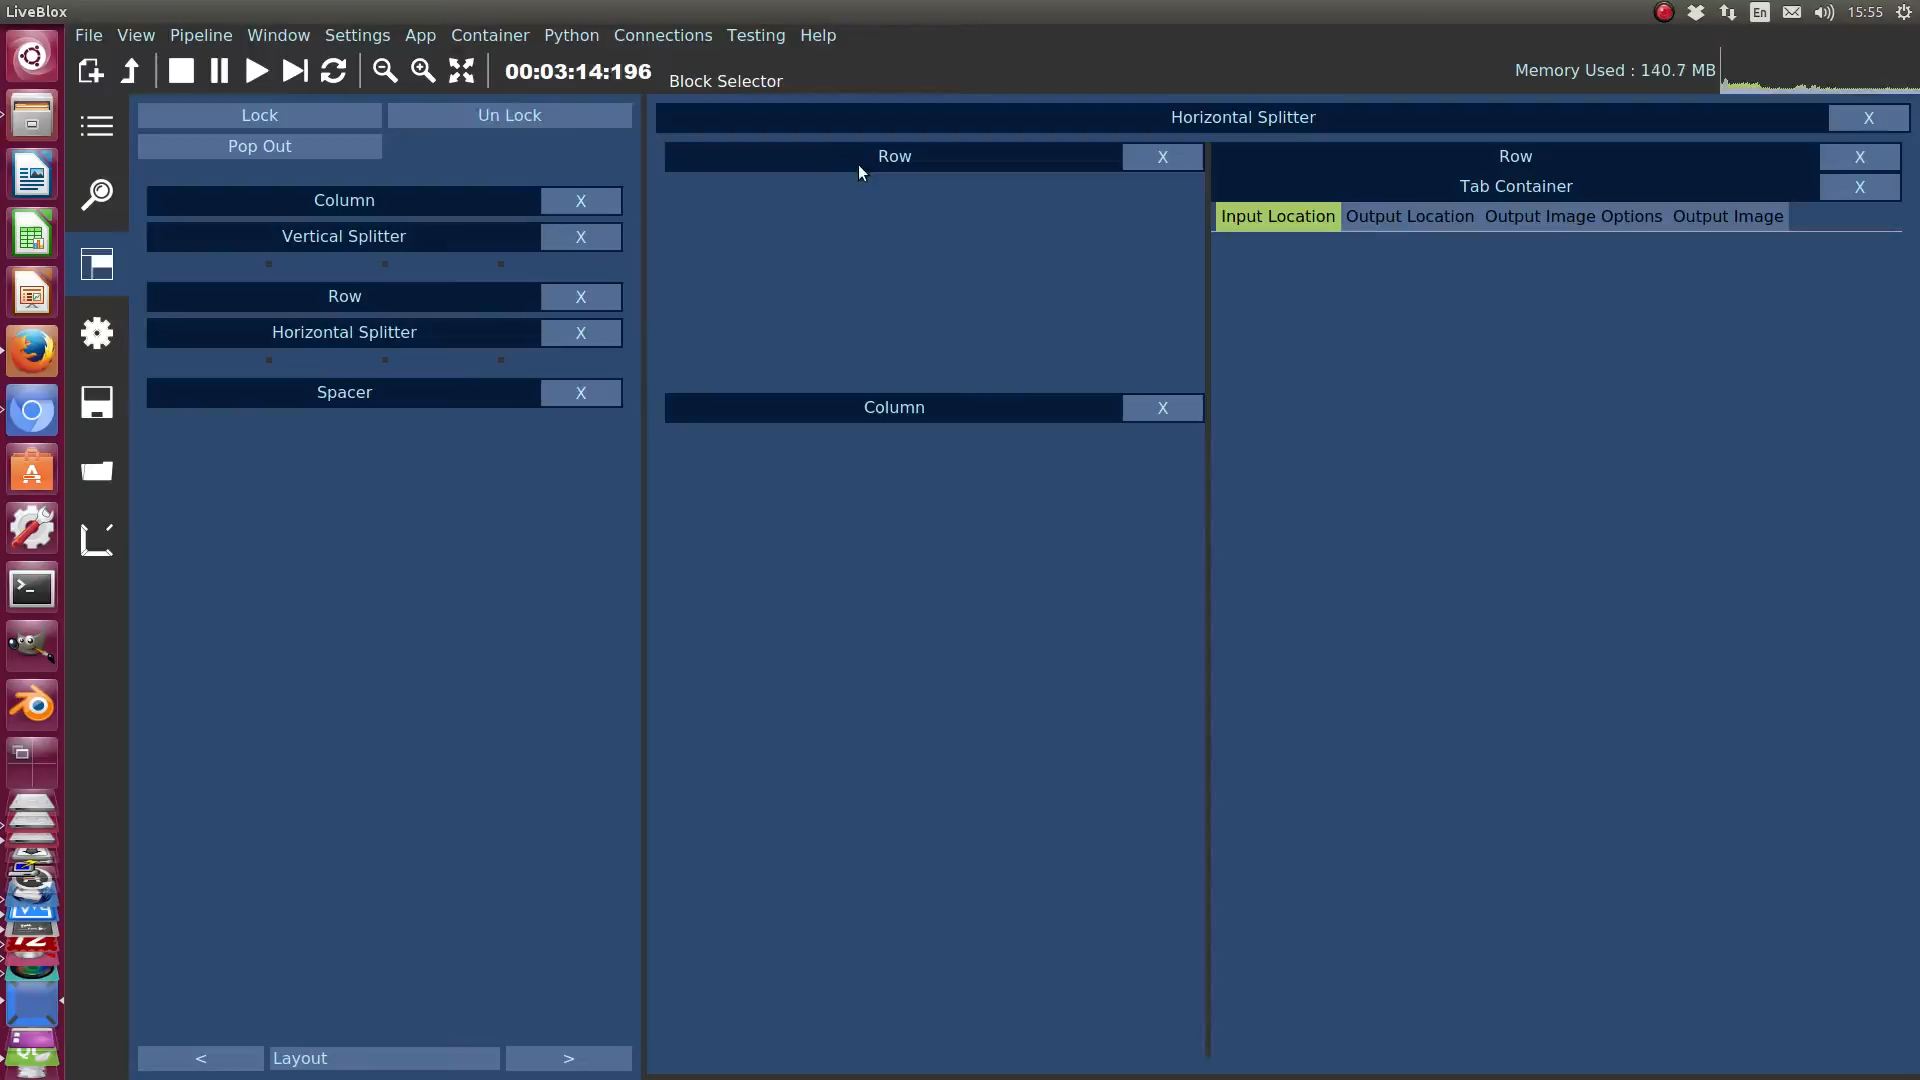 LiveBlox
En
15:55
File View Pipeline Window Settings App Container Python Connections Testing Help
00:03:14:196
Block Selector
Memory Used : 140.7 MB
Lock
Un Lock
Pop Out
Column X
Vertical Splitter X
Row X
Horizontal Splitter X
Spacer X
< Layout >
Horizontal Splitter X
Row X
Column X
Row X
Tab Container X
Input Location Output Location Output Image Options Output Image